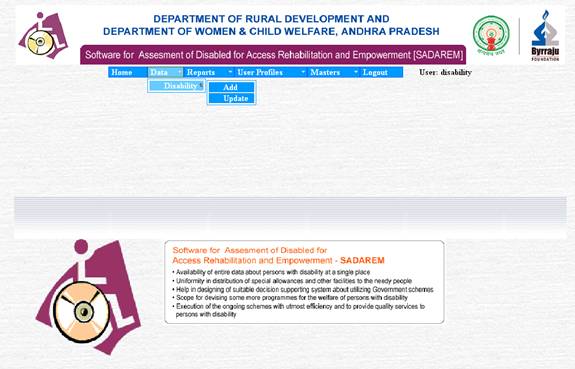 DEPARTMENT OF RURAL DEVELOPMENT AND
DEPARTMENT OF WOMEN & CHILD WELFARE, ANDHRA PRADESH
Software for Assesment of Disabled for Access Rehabilitation and Empowerment [SADAREM]
Byrraju
FOUNDATION
Home Data Reports User Profiles Masters Logout User: disability
Disability Add
Update
Software for Assesment of Disabled for
Access Rehabilitation and Empowerment - SADAREM
• Availability of entire data about persons with disability at a single place
• Uniformity in distribution of special allowances and other facilities to the needy people
• Help in designing of suitable decision supporting system about utilizing Government schemes
• Scope for devising some more programmes for the welfare of persons with disability
• Execution of the ongoing schemes with utmost efficiency and to provide quality services to
persons with disability